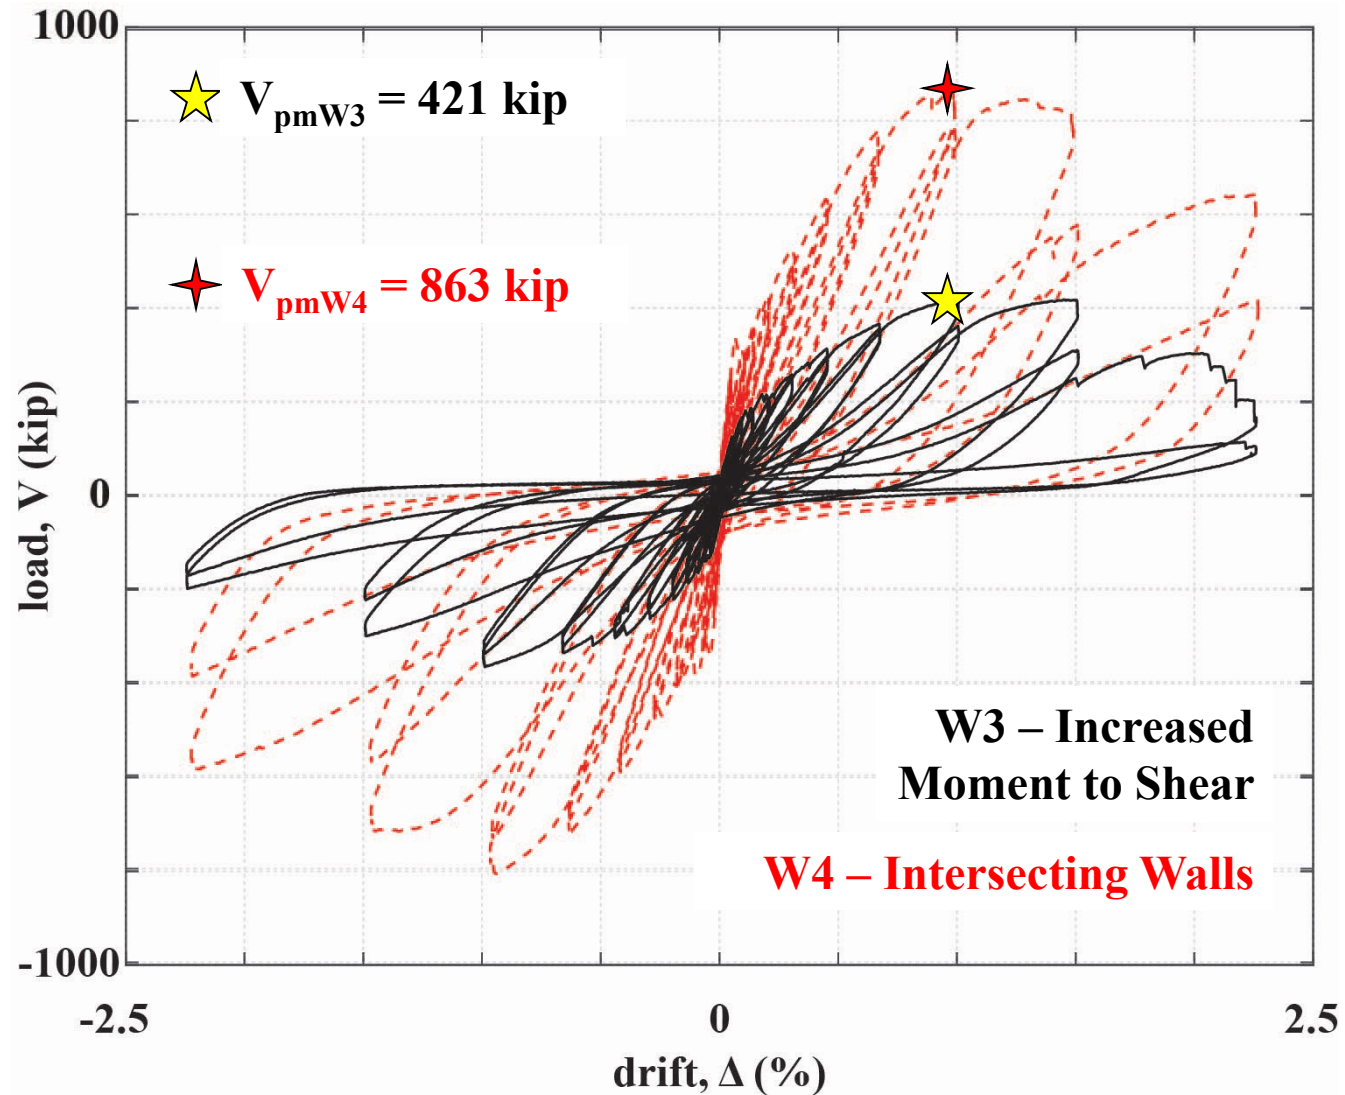 1000
V_pmW3 = 421 kip
V_pmW4 = 863 kip
load, V (kip)
0
W3 – Increased
Moment to Shear
W4 – Intersecting Walls
-1000
-2.5 0 2.5
drift, Δ (%)